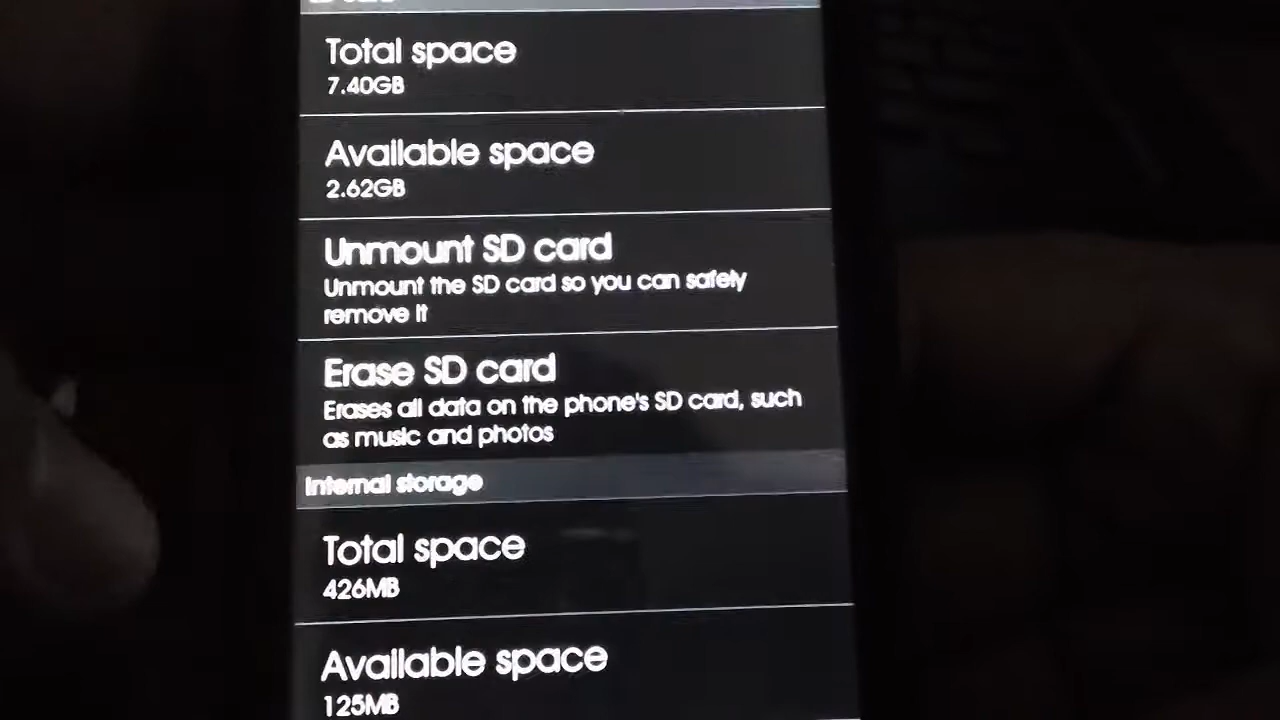 Total space
7.40GB
Available space
2.62GB
Unmount SD card
Unmount the SD card so you can safely
remove it
Erase SD card
Erases all data on the phone's SD card, such
as music and photos
Internal storage
Total space
426MB
Available space
125MB